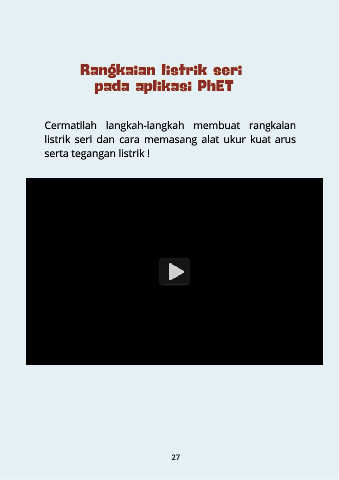 Rangkaian listrik seri
pada aplikasi PhET
Cermatilah langkah-langkah membuat rangkaian
listrik seri dan cara memasang alat ukur kuat arus
serta tegangan listrik !
27